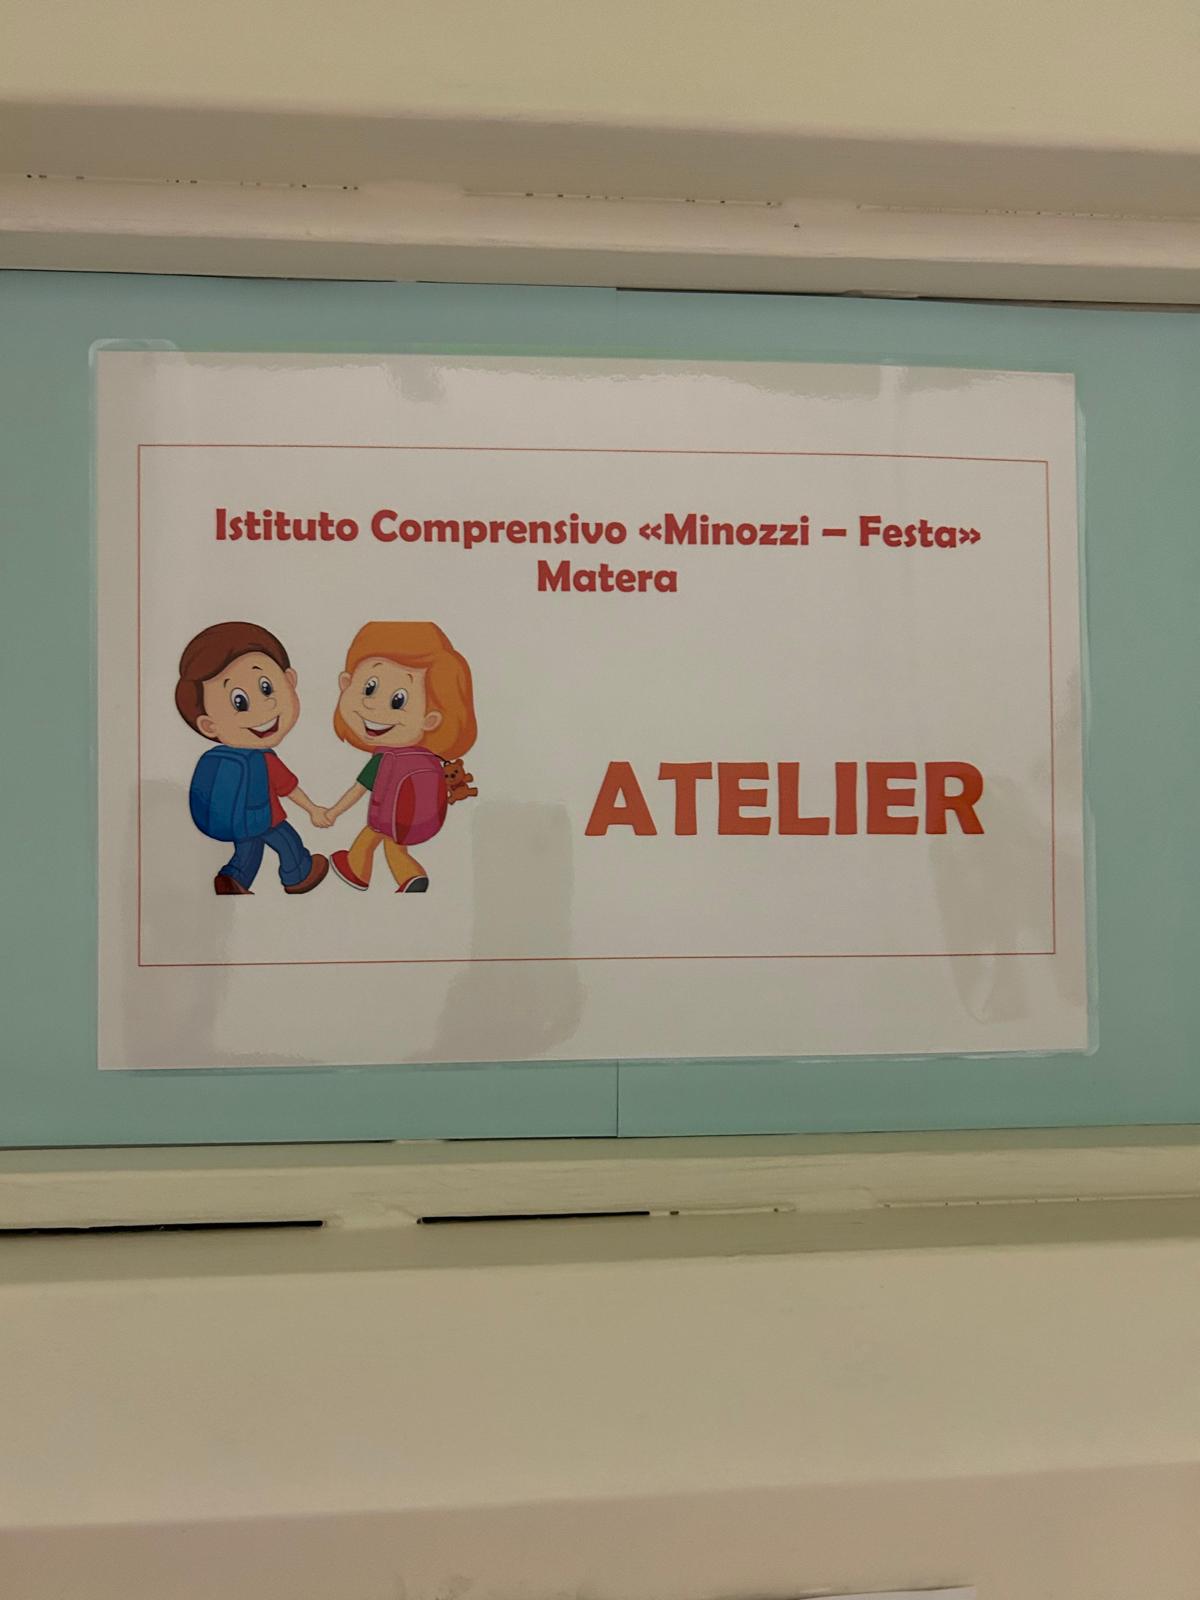 Istituto Comprensivo «Minozzi – Festa»
Matera
ATELIER